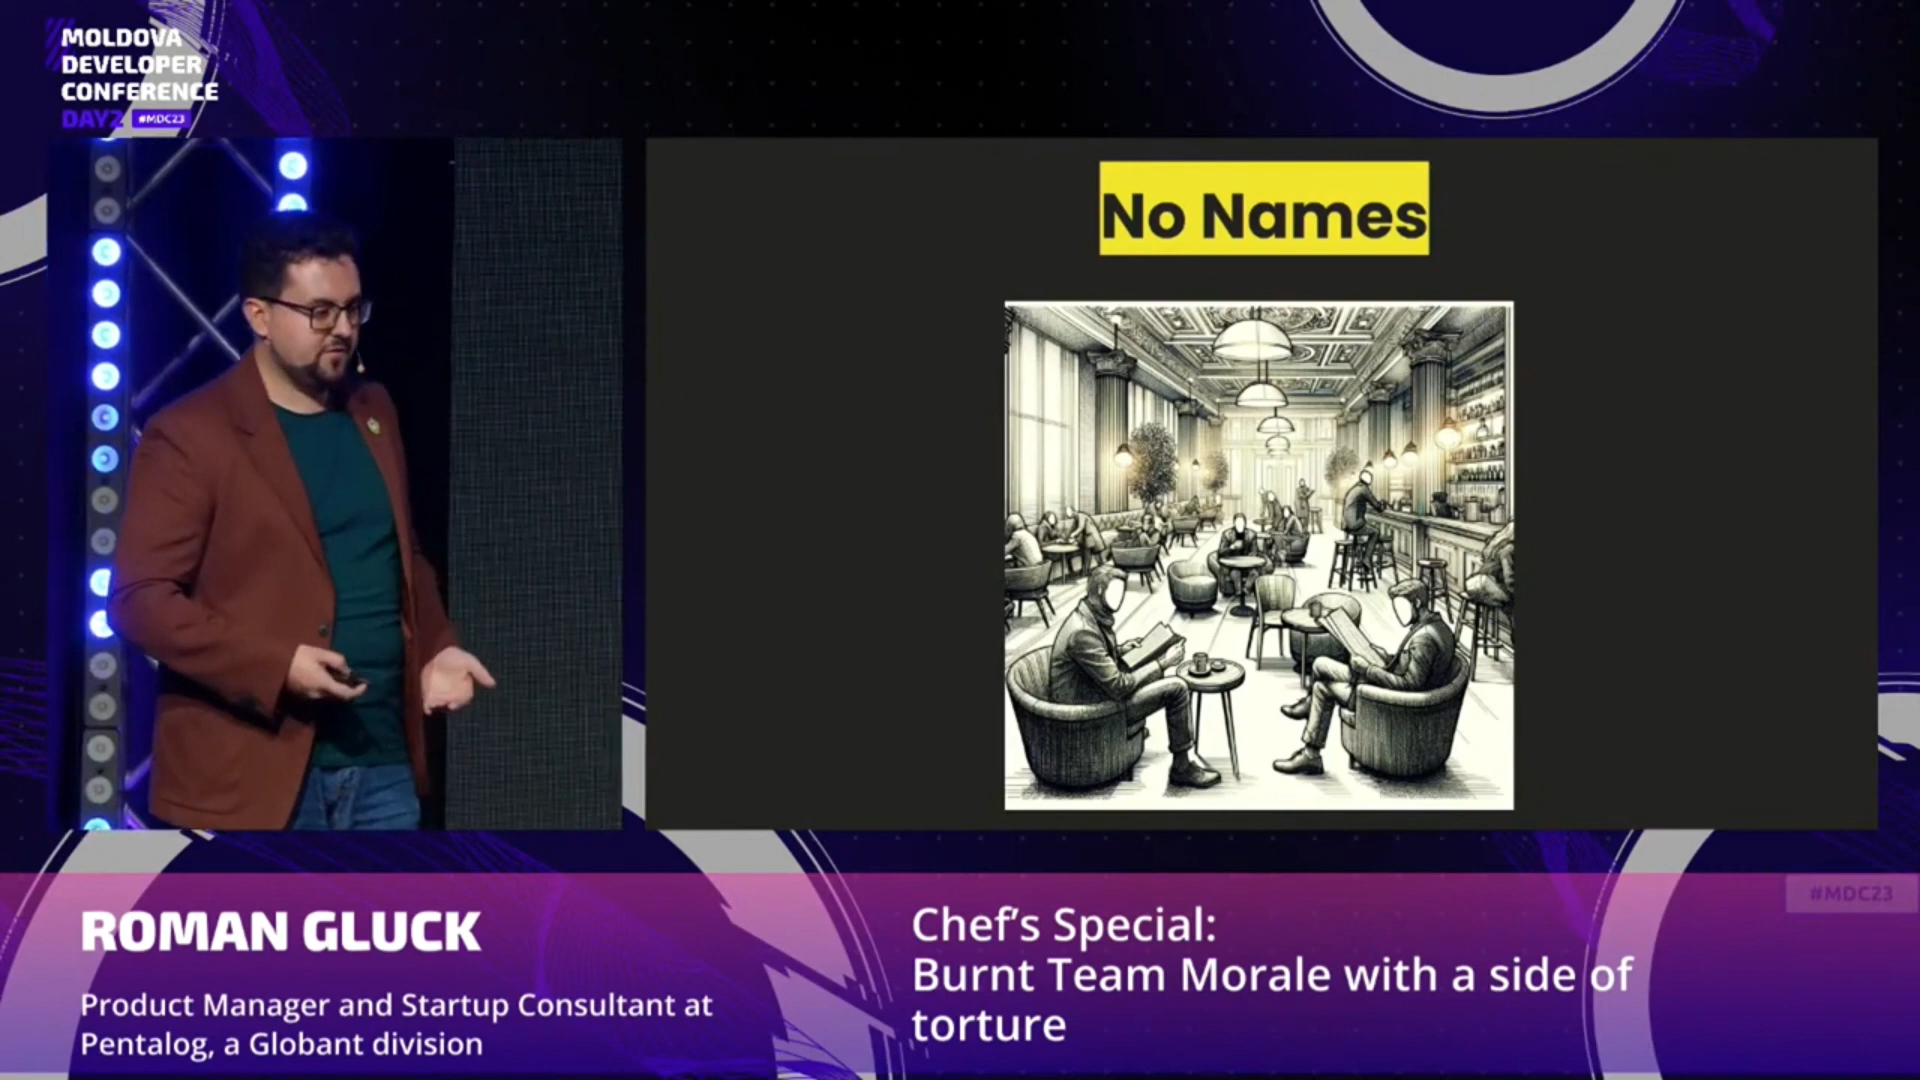 MOLDOVA
DEVELOPER
CONFERENCE
DAY2 #MDC23
No Names
#MDC23
ROMAN GLUCK
Product Manager and Startup Consultant at
Pentalog, a Globant division
Chef's Special:
Burnt Team Morale with a side of
torture